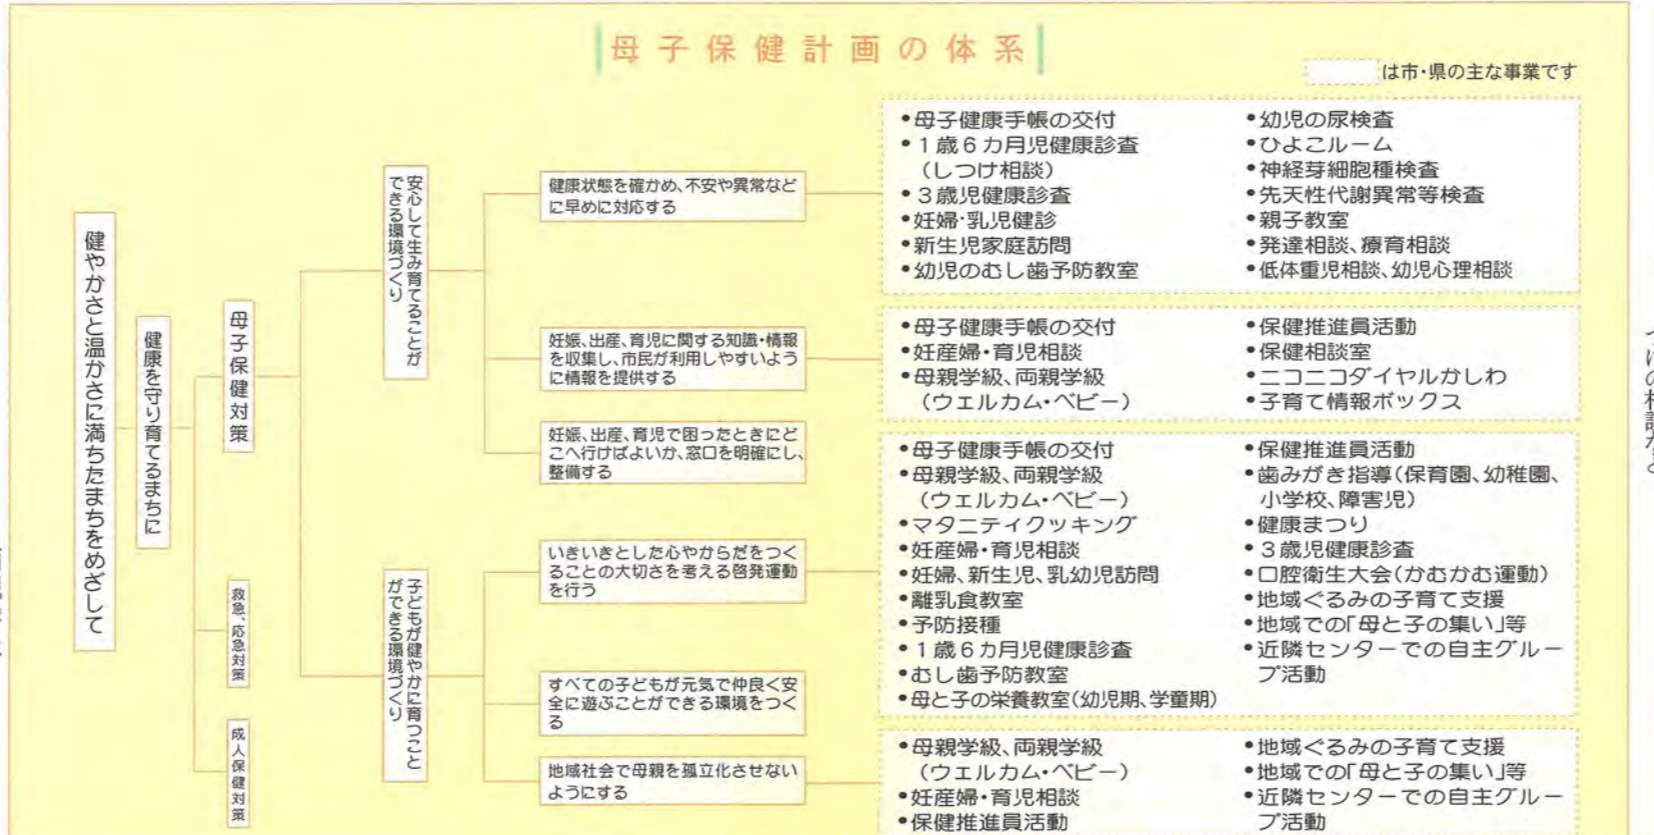 母子保健計画の体系
は市・県の主な事業です
健やかさと温かさに満ちたまちをめざして
健康を守り育てるまちに
母子保健対策
救急、応急対策
成人保健対策
安心して生み育てることが
できる環境づくり
子どもが健やかに育つこと
ができる環境づくり
健康状態を確かめ、不安や異常など
に早めに対応する
妊娠、出産、育児に関する知識・情報
を収集し、市民が利用しやすいよう
に情報を提供する
妊娠、出産、育児で困ったときにど
こへ行けばよいか、窓口を明確にし、
整備する
いきいきとした心やからだをつく
ることの大切さを考える啓発運動
を行う
すべての子どもが元気で仲良く安
全に遊ぶことができる環境をつく
る
地域社会で母親を孤立化させない
ようにする
•母子健康手帳の交付
•1歳6カ月児健康診査
(しつけ相談)
•3歳児健康診査
•妊婦・乳児健診
•新生児家庭訪問
•幼児のむし歯予防教室
•幼児の尿検査
•ひよこルーム
•神経芽細胞種検査
•先天性代謝異常等検査
•親子教室
•発達相談、療育相談
•低体重児相談、幼児心理相談
•母子健康手帳の交付
•妊産婦・育児相談
•母親学級、両親学級
(ウェルカム・ベビー)
•保健推進員活動
•保健相談室
•ニコニコダイヤルかしわ
•子育て情報ボックス
•母子健康手帳の交付
•母親学級、両親学級
(ウェルカム・ベビー)
•マタニティクッキング
•妊産婦・育児相談
•妊婦、新生児、乳幼児訪問
•離乳食教室
•予防接種
•1歳6カ月児健康診査
•むし歯予防教室
•母と子の栄養教室(幼児期、学童期)
•保健推進員活動
•歯みがき指導(保育園、幼稚園、
小学校、障害児)
•健康まつり
•3歳児健康診査
•口腔衛生大会(かむかむ運動)
•地域ぐるみの子育て支援
•地域での「母と子の集い」等
•近隣センターでの自主グルー
プ活動
•母親学級、両親学級
(ウェルカム・ベビー)
•妊産婦・育児相談
•保健推進員活動
•地域ぐるみの子育て支援
•地域での「母と子の集い」等
•近隣センターでの自主グルー
プ活動